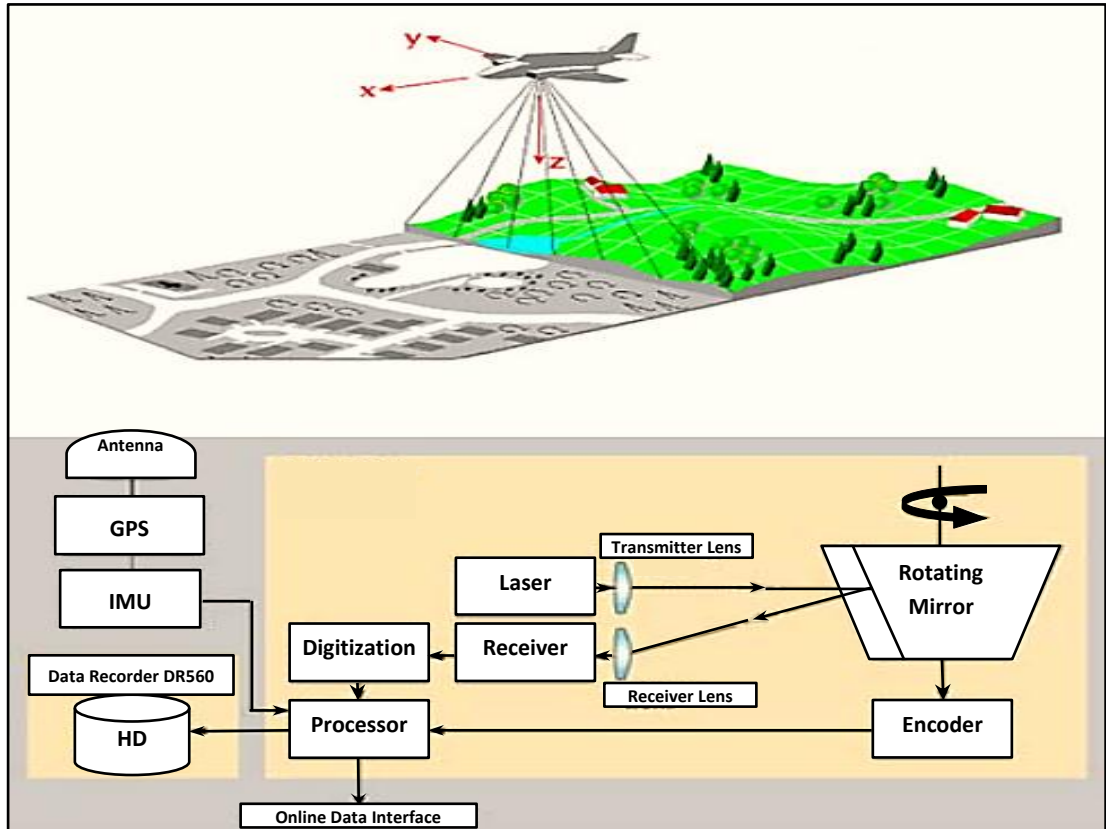 y
x
z
Antenna
GPS
IMU
Data Recorder DR560
HD
Transmitter Lens
Laser
Rotating
Mirror
Digitization
Receiver
Receiver Lens
Processor
Encoder
Online Data Interface